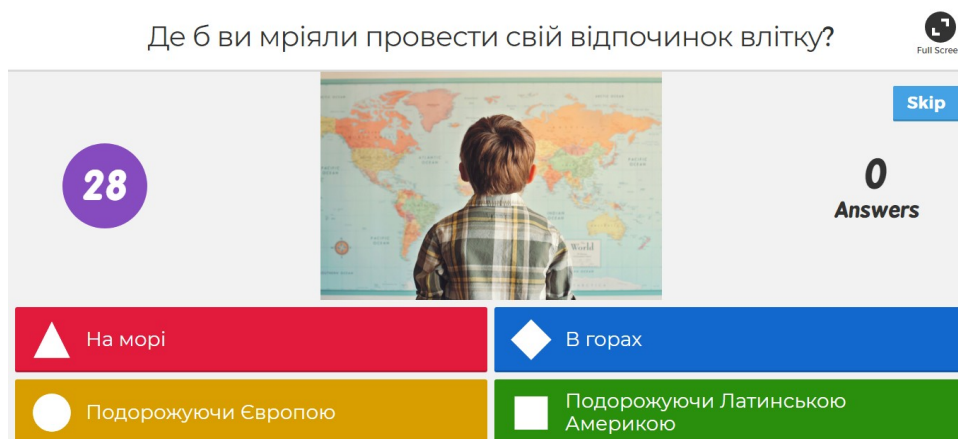 Де б ви мріяли провести свій відпочинок влітку?
Full Scree
Skip
28
0
Answers
World
На морі
В горах
Подорожуючи Європою
Подорожуючи Латинською
Америкою